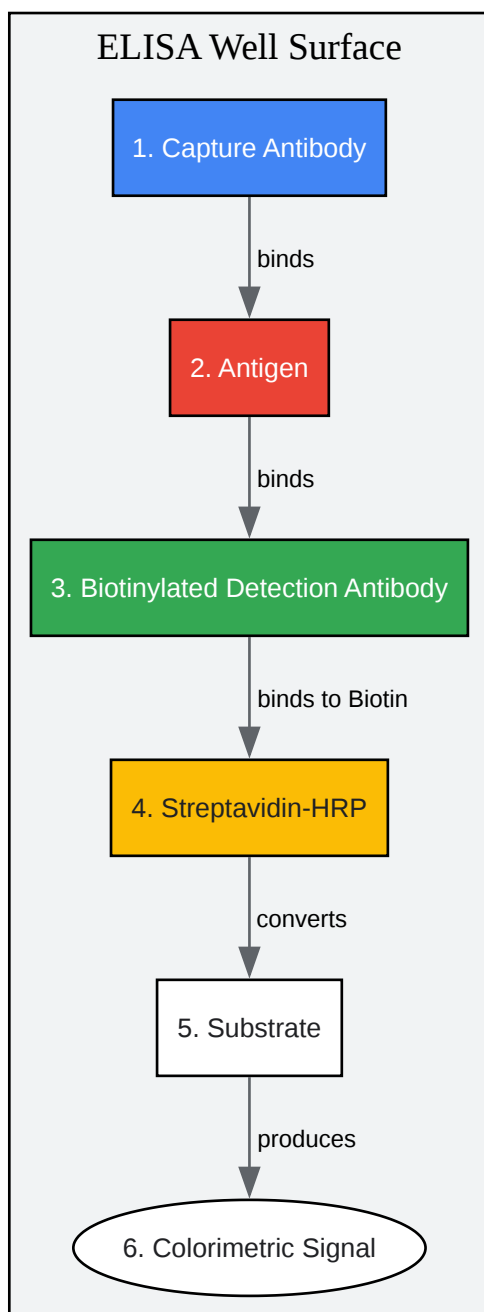 ELISA Well Surface
1. Capture Antibody
binds
2. Antigen
binds
3. Biotinylated Detection Antibody
binds to Biotin
4. Streptavidin-HRP
converts
5. Substrate
produces
6. Colorimetric Signal